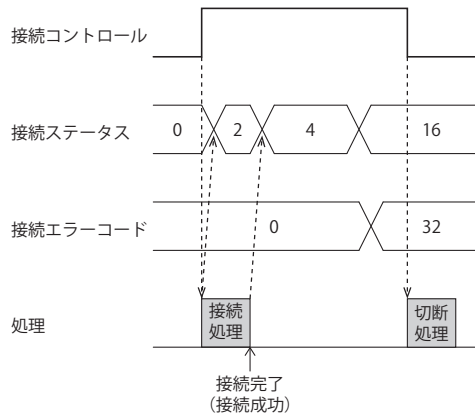 接続コントロール
接続ステータス
0 2 4 16
接続エラーコード
0 32
処理
接続
処理
切断
処理
接続完了
（接続成功）